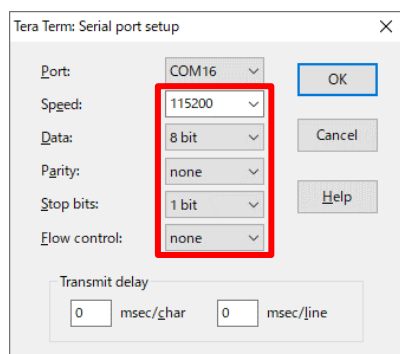 Tera Term: Serial port setup
Port: COM16 OK
Speed: 115200
Data: 8 bit Cancel
Parity: none
Stop bits: 1 bit Help
Flow control: none
Transmit delay
0 msec/char 0 msec/line